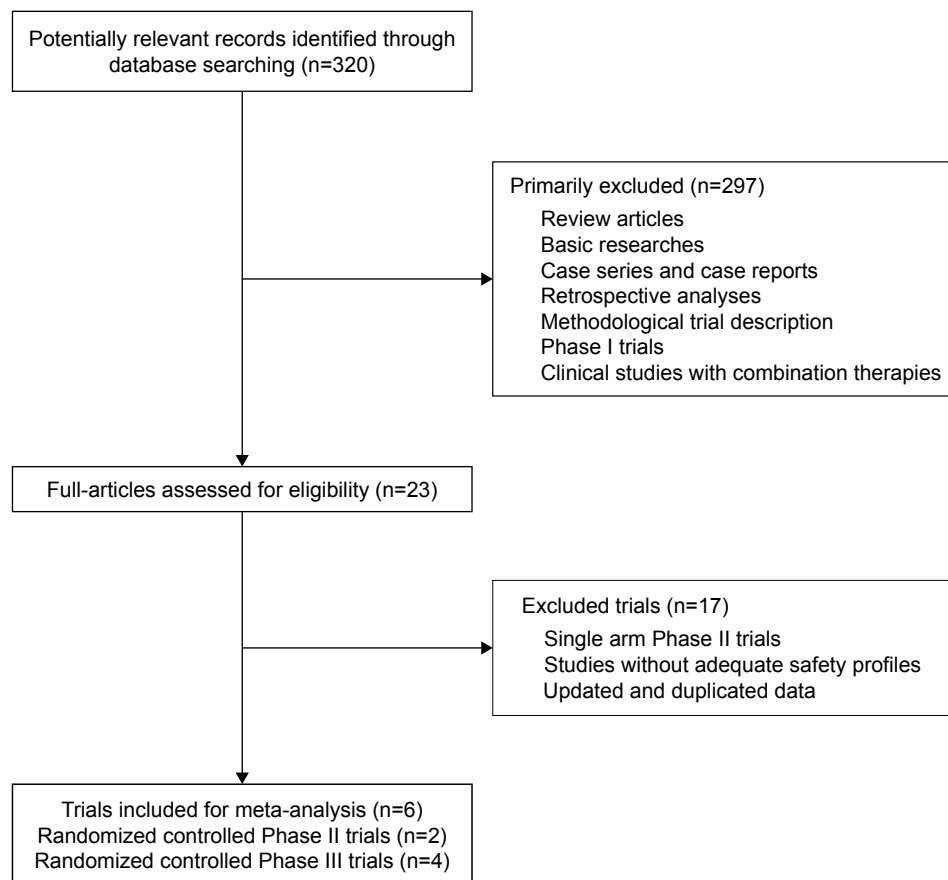 Potentially relevant records identified through
database searching (n=320)
Primarily excluded (n=297)
Review articles
Basic researches
Case series and case reports
Retrospective analyses
Methodological trial description
Phase I trials
Clinical studies with combination therapies
Full-articles assessed for eligibility (n=23)
Excluded trials (n=17)
Single arm Phase II trials
Studies without adequate safety profiles
Updated and duplicated data
Trials included for meta-analysis (n=6)
Randomized controlled Phase II trials (n=2)
Randomized controlled Phase III trials (n=4)